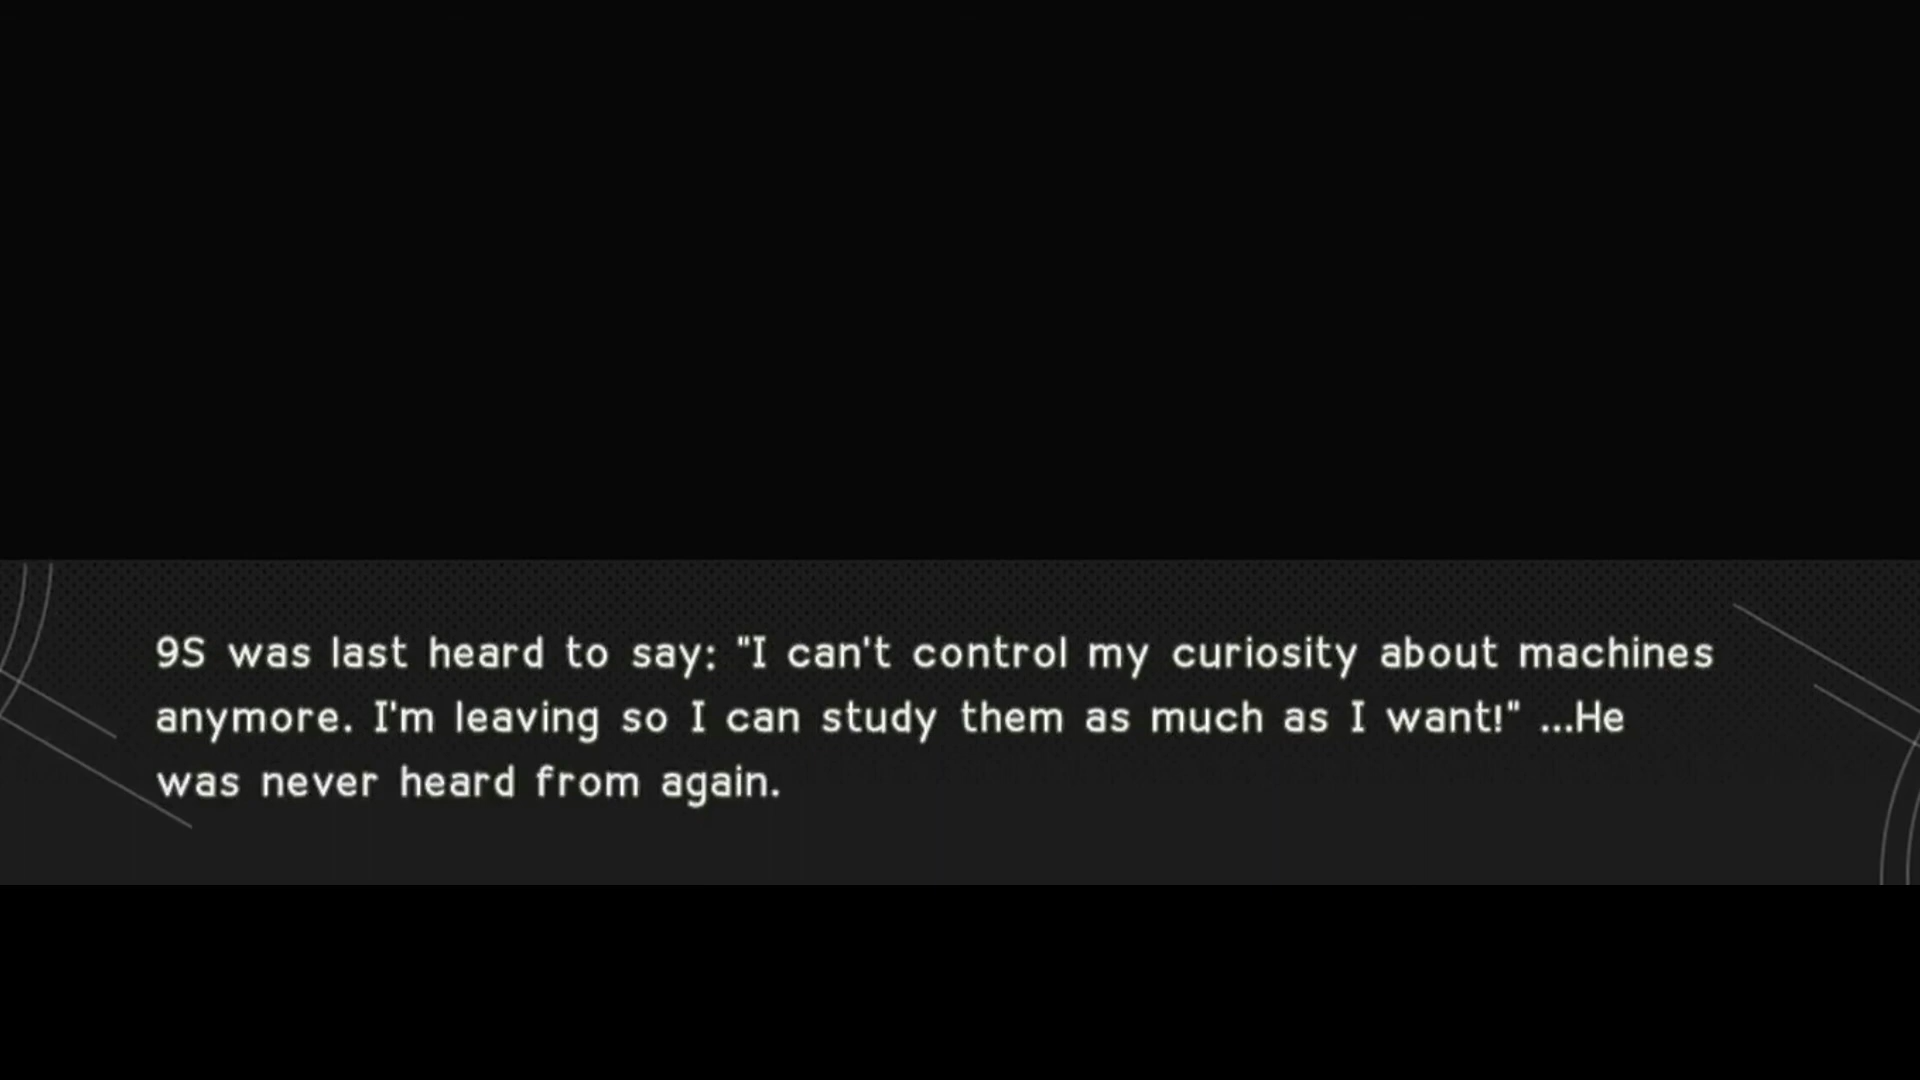 9S was last heard to say: "I can't control my curiosity about machines
anymore. I'm leaving so I can study them as much as I want!" ...He
was never heard from again.